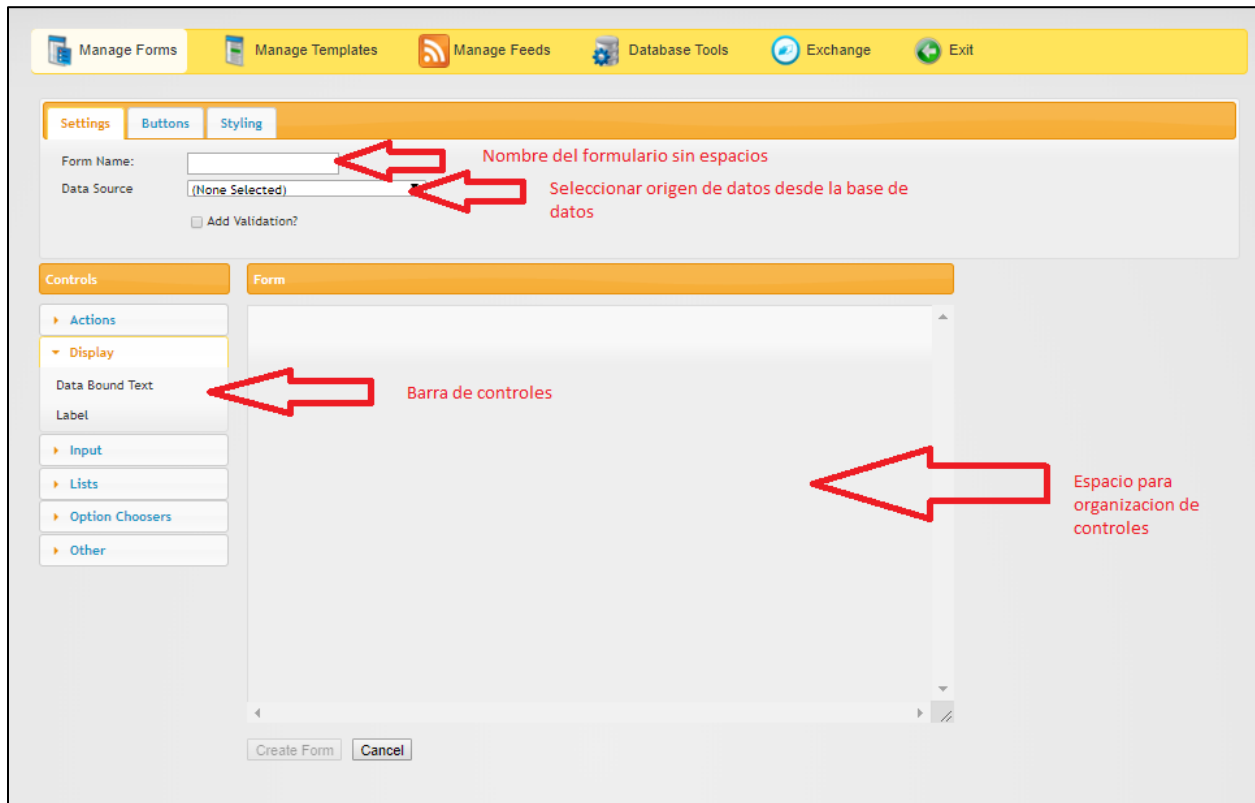 Manage Forms
Manage Templates
Manage Feeds
Database Tools
Exchange
Exit
Settings
Buttons
Styling
Form Name:
Nombre del formulario sin espacios
Data Source
(None Selected)
Seleccionar origen de datos desde la base de
datos
Add Validation?
Controls
Form
Actions
Display
Data Bound Text
Label
Barra de controles
Input
Lists
Option Choosers
Other
Espacio para
organizacion de
controles
Create Form
Cancel